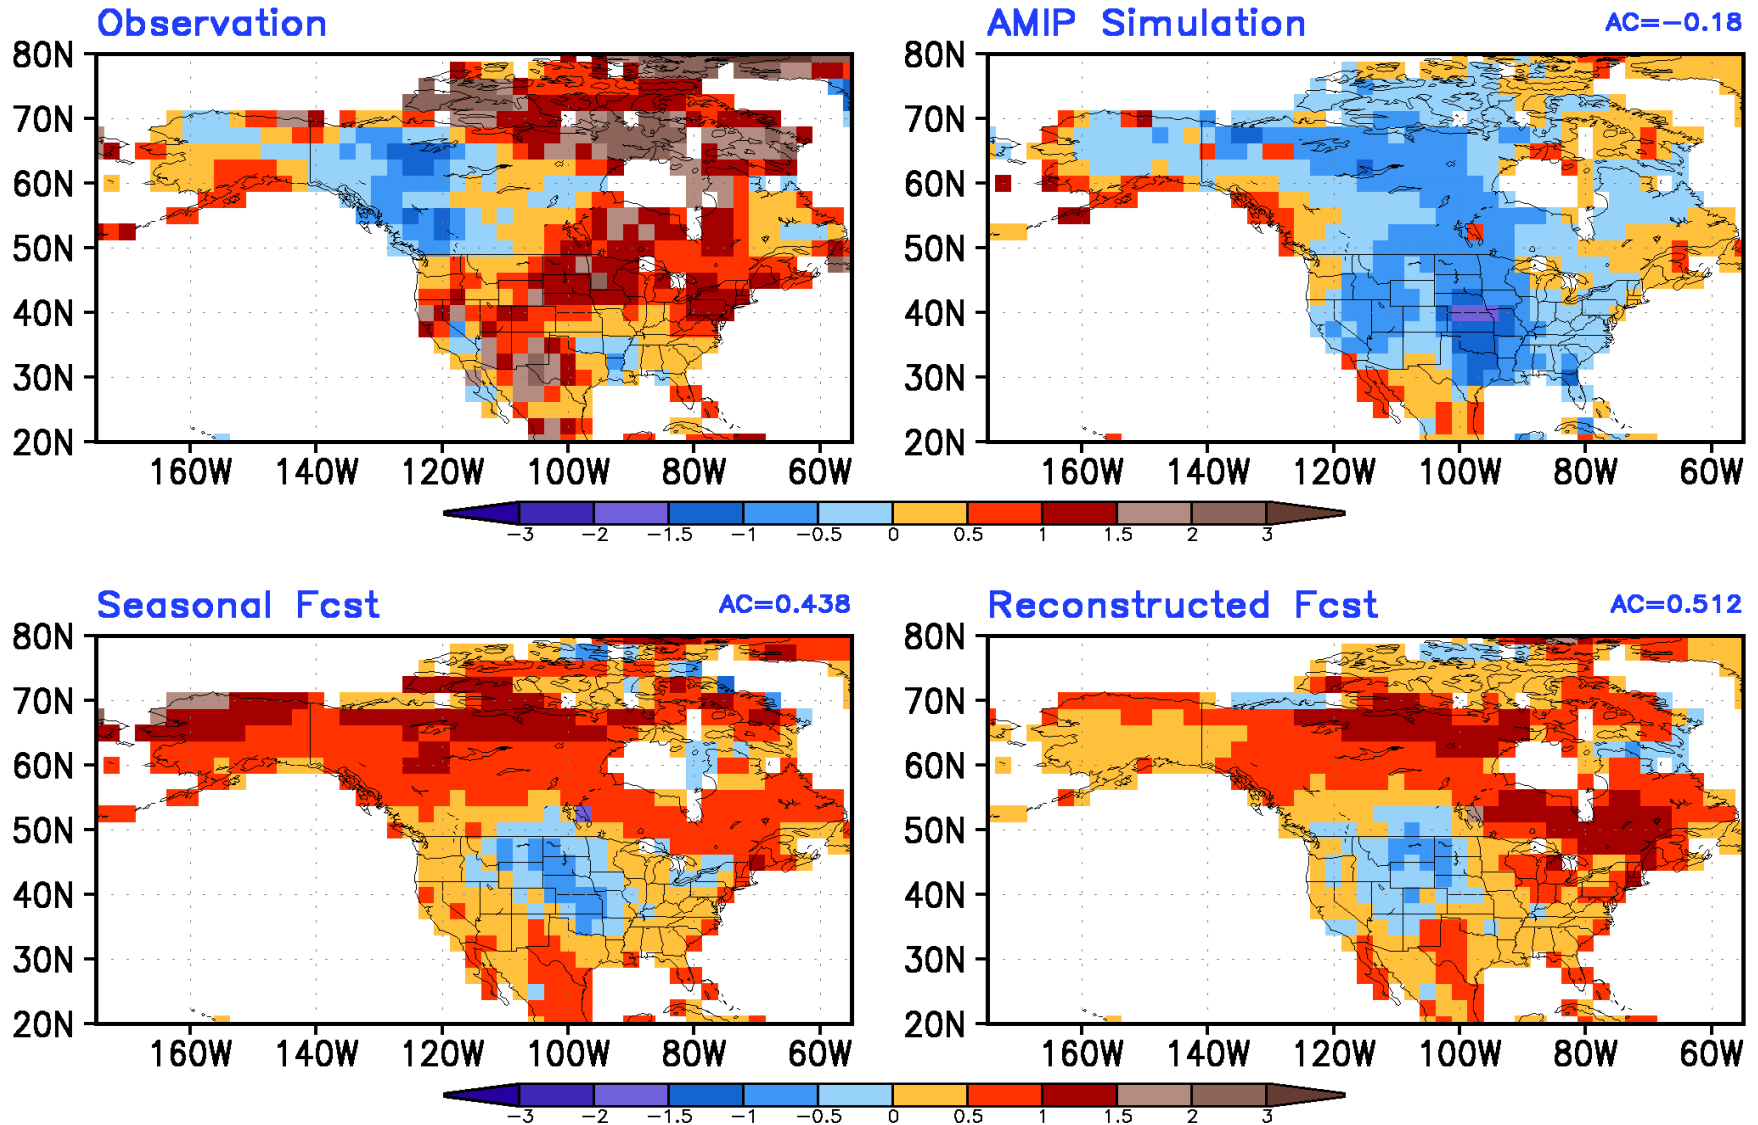 Observation
AMIP Simulation AC=-0.18
80N 80N
70N 70N
60N 60N
50N 50N
40N 40N
30N 30N
20N 20N
160W 140W 120W 100W 80W 60W 160W 140W 120W 100W 80W 60W
-3 -2 -1.5 -1 -0.5 0 0.5 1 1.5 2 3
Seasonal Fcst AC=0.438
Reconstructed Fcst AC=0.512
80N 80N
70N 70N
60N 60N
50N 50N
40N 40N
30N 30N
20N 20N
160W 140W 120W 100W 80W 60W 160W 140W 120W 100W 80W 60W
-3 -2 -1.5 -1 -0.5 0 0.5 1 1.5 2 3